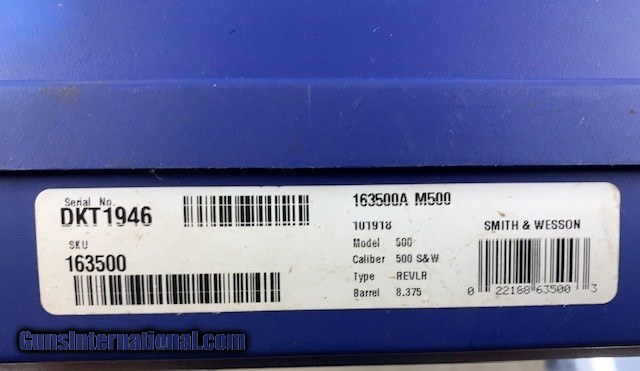 Serial No.
DKT1946
SKU
163500
163500A M500
101918
Model 500
Caliber 500 S&W
Type REVLR
Barrel 8.375
SMITH & WESSON
0 22188 63500 3
GunsInternational.com